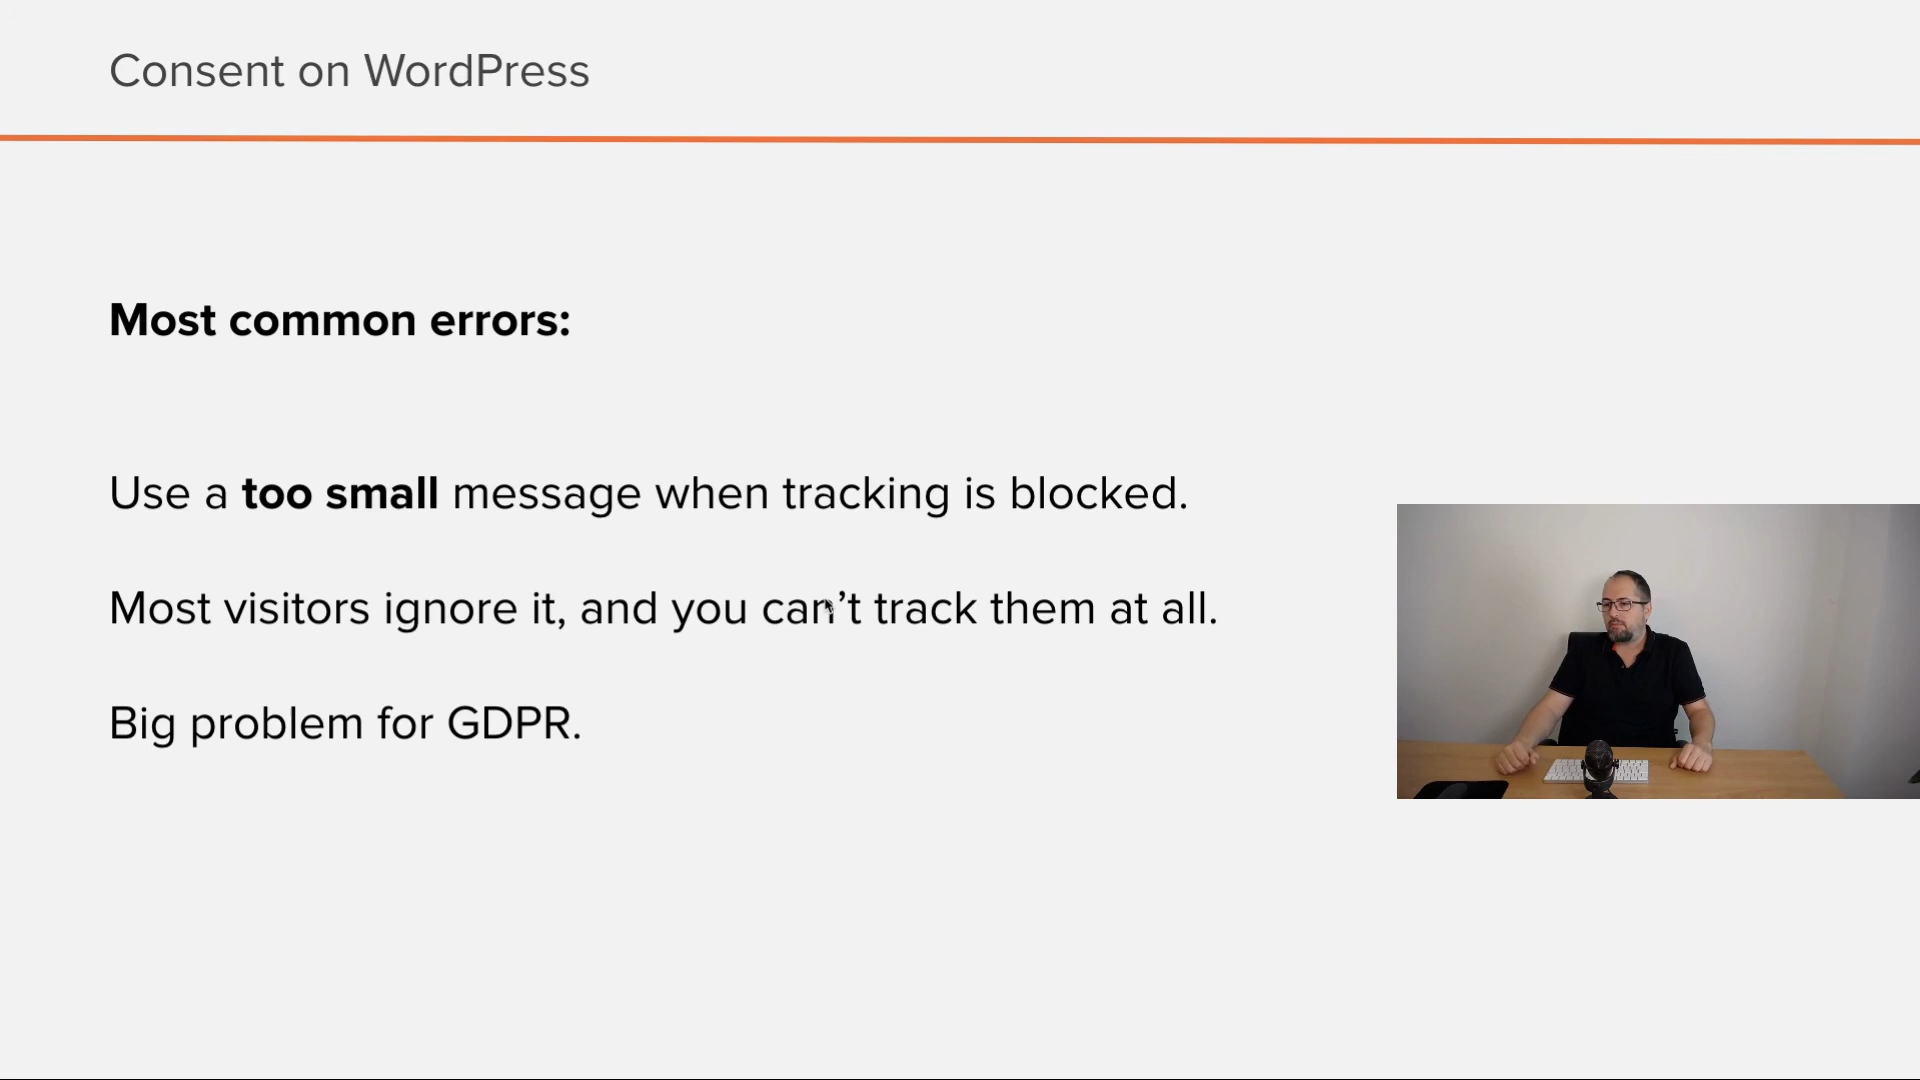 Consent on WordPress
Most common errors:
Use a too small message when tracking is blocked.
Most visitors ignore it, and you can’t track them at all.
Big problem for GDPR.